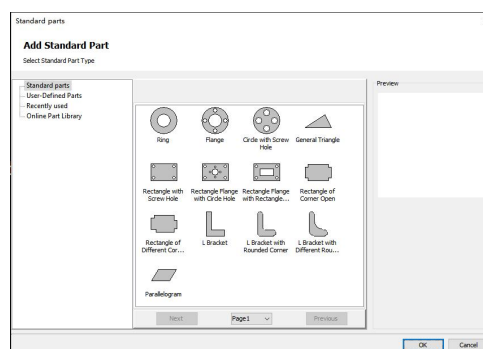 Standard parts
Add Standard Part
Select Standard Part Type
Standard parts
User-Defined Parts
Recently used
Online Part Library
Preview
Ring
Flange
Circle with Screw
Hole
General Triangle
Rectangle with
Screw Hole
Rectangle Flange
with Circle Hole
Rectangle Flange
with Rectangle...
Rectangle of
Corner Open
Rectangle of
Different Cor...
L Bracket
L Bracket with
Rounded Corner
L Bracket with
Different Rou...
Parallelogram
Next
Page1
Previous
OK
Cancel